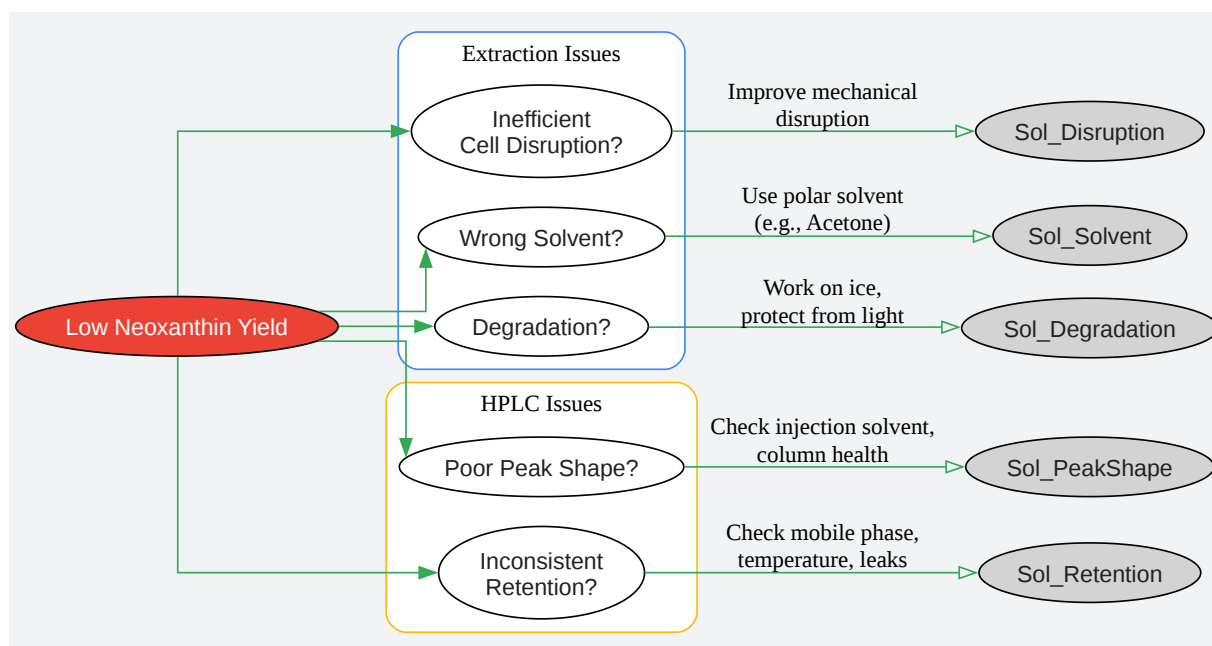 Extraction Issues
Inefficient
Cell Disruption?
Improve mechanical
disruption
Sol_Disruption
Wrong Solvent?
Use polar solvent
(e.g., Acetone)
Sol_Solvent
Low Neoxanthin Yield
Degradation?
Work on ice,
protect from light
Sol_Degradation
HPLC Issues
Poor Peak Shape?
Check injection solvent,
column health
Sol_PeakShape
Inconsistent
Retention?
Check mobile phase,
temperature, leaks
Sol_Retention